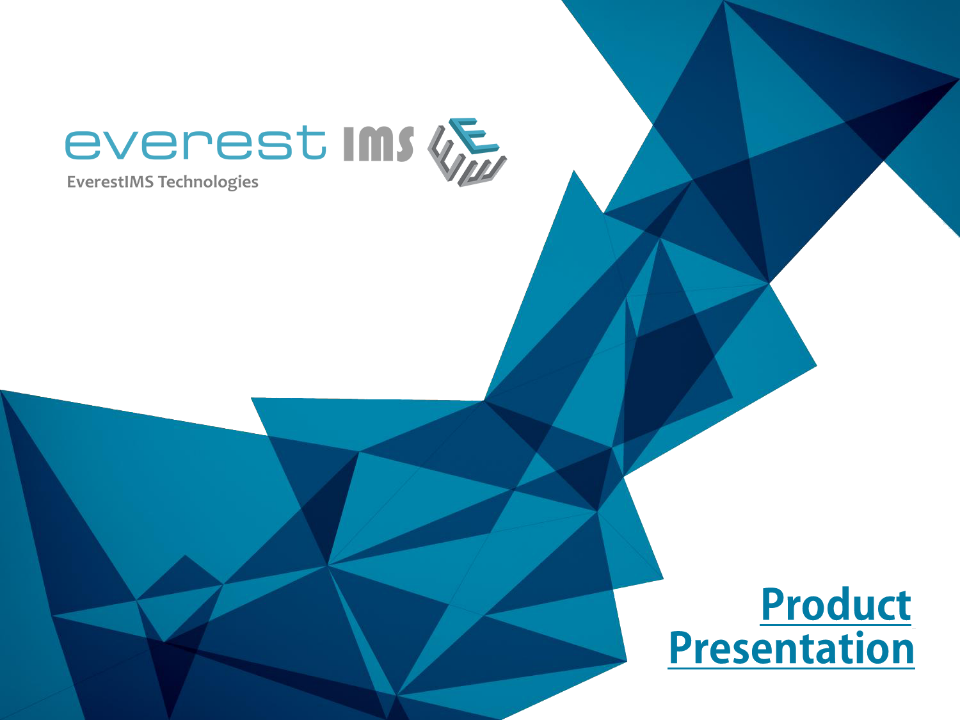 everest IMS
EverestIMS Technologies
Product
Presentation